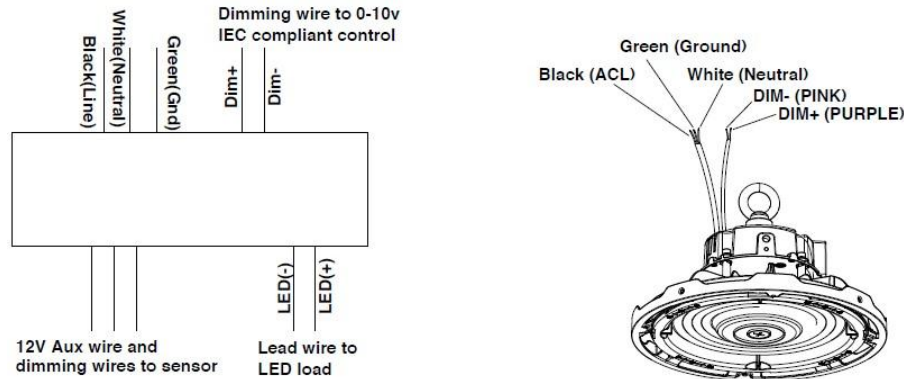 Dimming wire to 0-10v
IEC compliant control
Black(Line)
White(Neutral)
Green(Gnd)
Dim+
Dim-
LED(-)
LED(+)
12V Aux wire and
dimming wires to sensor
Lead wire to
LED load
Green (Ground)
Black (ACL)
White (Neutral)
DIM- (PINK)
DIM+ (PURPLE)